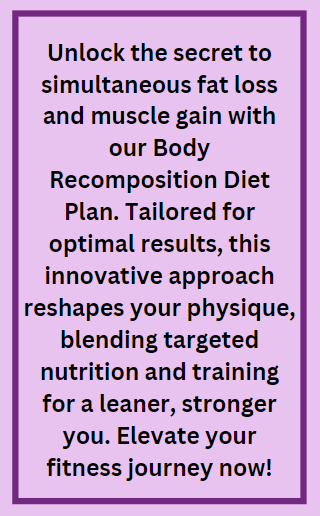 Unlock the secret to
simultaneous fat loss
and muscle gain with
our Body
Recomposition Diet
Plan. Tailored for
optimal results, this
innovative approach
reshapes your physique,
blending targeted
nutrition and training
for a leaner, stronger
you. Elevate your
fitness journey now!